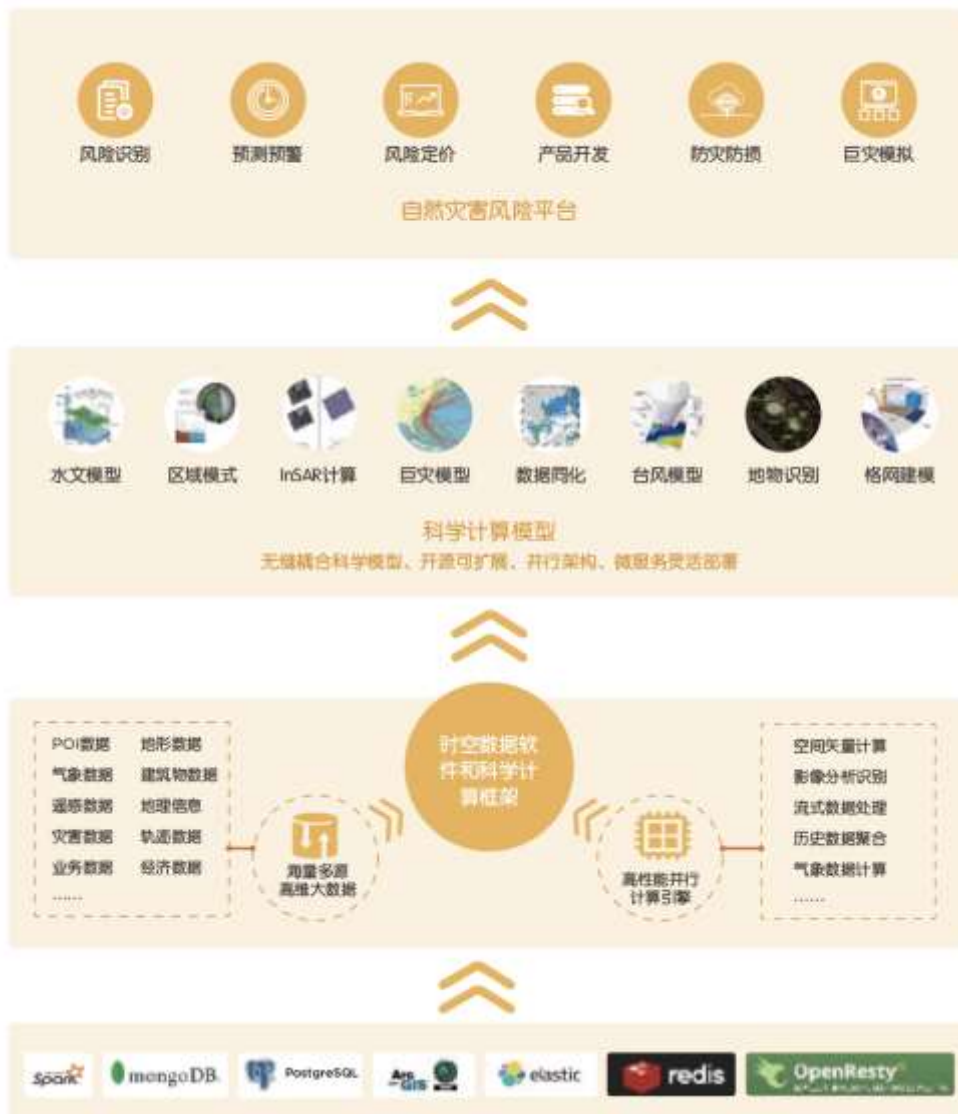 风险识别
预测预警
风险定价
产品开发
防灾防损
巨灾模拟
自然灾害风险平台
水文模型
区域模式
InSAR计算
巨灾模型
数据同化
台风模型
地物识别
格网建模
科学计算模型
无缝耦合科学模型、开源可扩展、并行架构、微服务灵活部署
POI数据 地形数据
气象数据 建筑物数据
遥感数据 地理信息
灾害数据 轨迹数据
业务数据 经济数据
......
海量多源
高维大数据
时空数据软
件和科学计
算框架
高性能并行
计算引擎
空间矢量计算
影像分析识别
流式数据处理
历史数据聚合
气象数据计算
......
Spark
mongoDB
PostgreSQL
ArcGIS
elastic
redis
OpenResty